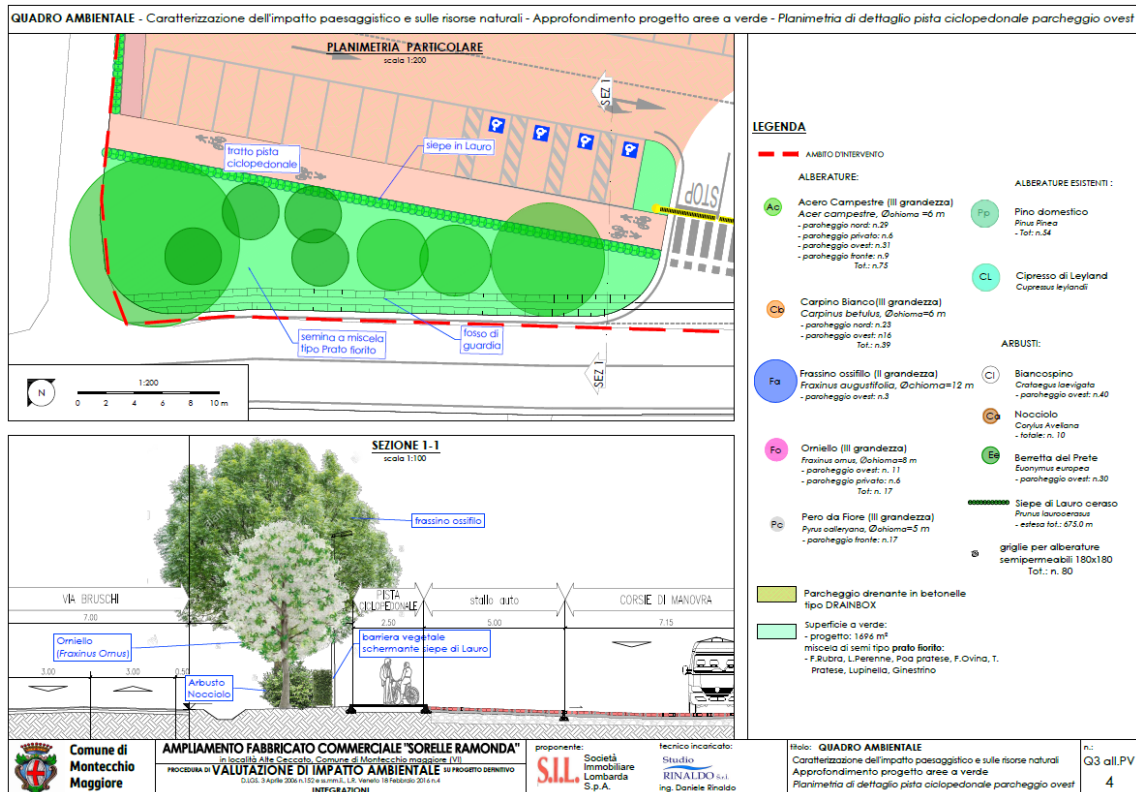 QUADRO AMBIENTALE - Caratterizzazione dell'impatto paesaggistico e sulle risorse naturali - Approfondimento progetto aree a verde - Planimetria di dettaglio pista ciclopedonale parcheggio ovest
PLANIMETRIA PARTICOLARE
scala 1:200
SEZ 1
siepe in Lauro
tratto pista
ciclopedonale
STOP
semina a miscela
tipo Prato fiorito
fosso di
guardia
SEZ 1
N
1:200
0 2 4 6 8 10 m
SEZIONE 1-1
scala 1:100
frassino ossifilo
VIA BRUSCHI
7.00
PISTA
CICLOPEDONALE
2.50
stallo auto
5.00
CORSIE DI MANOVRA
7.15
Orniello
(Fraxinus Ornus)
barriera vegetale
schermante siepe di Lauro
3.00
3.00
0.50
Arbusto
Nocciolo
LEGENDA
AMBITO D'INTERVENTO
ALBERATURE:
Ac
Acero Campestre (III grandezza)
Acer campestre, Øchioma =6 m
- parcheggio nord: n.29
- parcheggio privato: n.6
- parcheggio ovest: n.31
- parcheggio fronte: n.9
Tot.: n.75
Cb
Carpino Bianco(III grandezza)
Carpinus betulus, Øchioma=6 m
- parcheggio nord: n.23
- parcheggio ovest: n16
Tot.: n.39
Fa
Frassino ossifillo (II grandezza)
Fraxinus augustifolia, Øchioma=12 m
- parcheggio ovest: n.3
Fo
Orniello (III grandezza)
Fraxinus ornus, Øchioma=8 m
- parcheggio ovest: n. 11
- parcheggio privato: n.6
Tot: n. 17
Pc
Pero da Fiore (III grandezza)
Pyrus calleryana, Øchioma=5 m
- parcheggio fronte: n.17
Parcheggio drenante in betonelle
tipo DRAINBOX
Superficie a verde:
- progetto: 1696 m²
miscela di semi tipo prato fiorito:
- F.Rubra, L.Perenne, Poa pratese, F.Ovina, T.
Pratese, Lupinella, Ginestrino
ALBERATURE ESISTENTI :
Pp
Pino domestico
Pinus Pinea
- Tot: n.54
CL
Cipresso di Leyland
Cupressus leylandii
ARBUSTI:
Cl
Biancospino
Crataegus laevigata
- parcheggio ovest: n.40
Ca
Nocciolo
Corylus Avellana
- totale: n. 10
Ee
Berretta del Prete
Euonymus europea
- parcheggio ovest: n.30
Siepe di Lauro ceraso
Prunus laurocerasus
- estesa tot.: 675.0 m
griglie per alberature
semipermeabili 180x180
Tot.: n. 80
Comune di
Montecchio
Maggiore
AMPLIAMENTO FABBRICATO COMMERCIALE "SORELLE RAMONDA"
in località Alte Ceccato, Comune di Montecchio maggiore (VI)
PROCEDURA DI VALUTAZIONE DI IMPATTO AMBIENTALE SU PROGETTO DEFINITIVO
D.LGS. 3 Aprile 2006 n.152 e ss.mm.ii., L.R. Veneto 18 Febbraio 2016 n.4
INTEGRAZIONI
proponente:
S.I.L.
Società
Immobiliare
Lombarda
S.p.A.
tecnico incaricato:
Studio
RINALDO S.r.l.
ing. Daniele Rinaldo
titolo: QUADRO AMBIENTALE
Caratterizzazione dell'impatto paesaggistico e sulle risorse naturali
Approfondimento progetto aree a verde
Planimetria di dettaglio pista ciclopedonale parcheggio ovest
n.:
Q3 all.PV
4